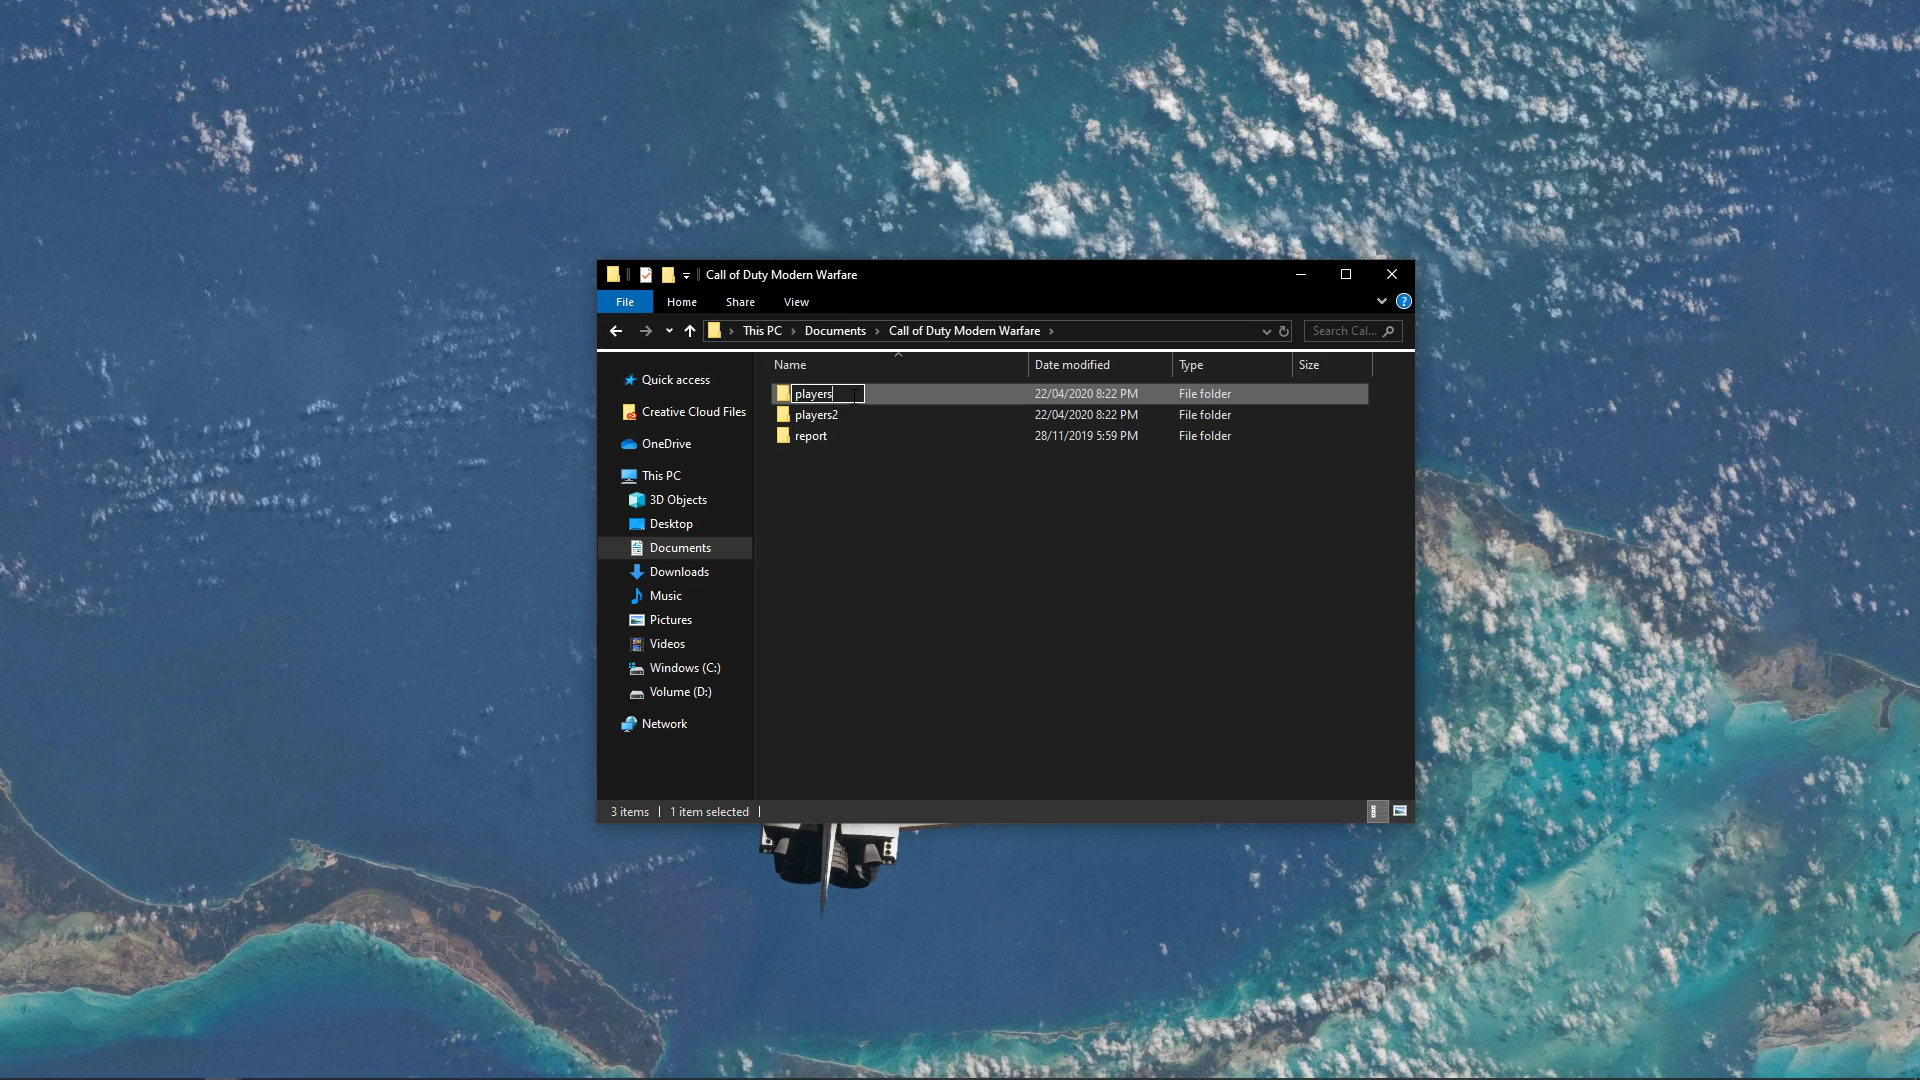 Call of Duty Modern Warfare
File Home Share View
This PC Documents Call of Duty Modern Warfare Search Cal...
Name Date modified Type Size
players 22/04/2020 8:22 PM File folder
players2 22/04/2020 8:22 PM File folder
report 28/11/2019 5:59 PM File folder
Quick access
Creative Cloud Files
OneDrive
This PC
3D Objects
Desktop
Documents
Downloads
Music
Pictures
Videos
Windows (C:)
Volume (D:)
Network
3 items 1 item selected